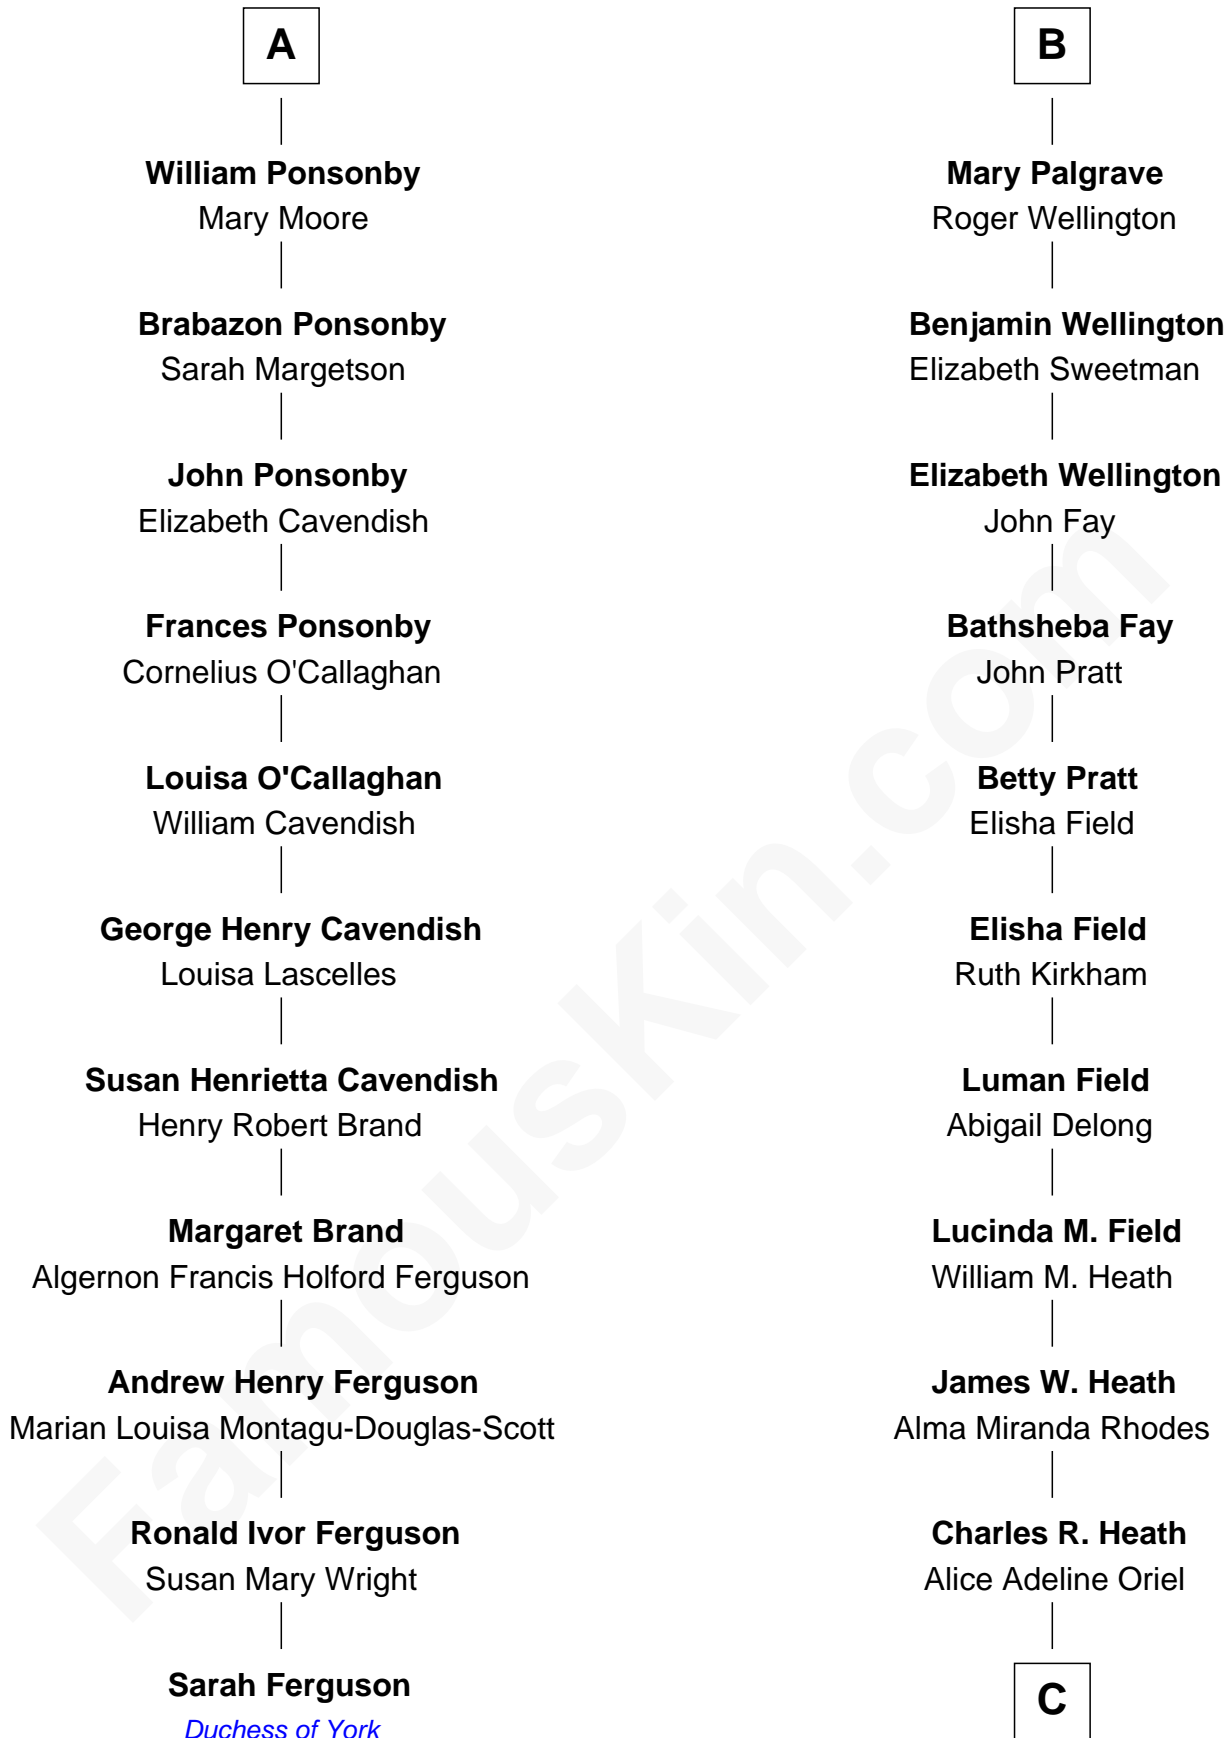 A
William Ponsonby
Mary Moore
Brabazon Ponsonby
Sarah Margetson
John Ponsonby
Elizabeth Cavendish
Frances Ponsonby
Cornelius O'Callaghan
Louisa O'Callaghan
William Cavendish
George Henry Cavendish
Louisa Lascelles
Susan Henrietta Cavendish
Henry Robert Brand
Margaret Brand
Algernon Francis Holford Ferguson
Andrew Henry Ferguson
Marian Louisa Montagu-Douglas-Scott
Ronald Ivor Ferguson
Susan Mary Wright
Sarah Ferguson
Duchess of York
B
Mary Palgrave
Roger Wellington
Benjamin Wellington
Elizabeth Sweetman
Elizabeth Wellington
John Fay
Bathsheba Fay
John Pratt
Betty Pratt
Elisha Field
Elisha Field
Ruth Kirkham
Luman Field
Abigail Delong
Lucinda M. Field
William M. Heath
James W. Heath
Alma Miranda Rhodes
Charles R. Heath
Alice Adeline Oriel
C
FamousKin.com